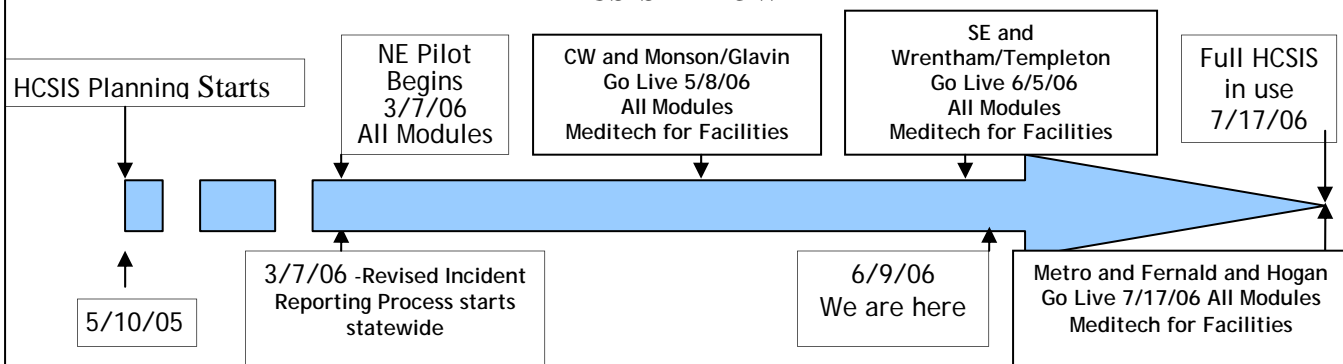 HCSIS Planning Starts
NE Pilot
Begins
3/7/06
All Modules
CW and Monson/Glavin
Go Live 5/8/06
All Modules
Meditech for Facilities
SE and
Wrentham/Templeton
Go Live 6/5/06
All Modules
Meditech for Facilities
Full HCSIS
in use
7/17/06
5/10/05
3/7/06 -Revised Incident
Reporting Process starts
statewide
6/9/06
We are here
Metro and Fernald and Hogan
Go Live 7/17/06 All Modules
Meditech for Facilities